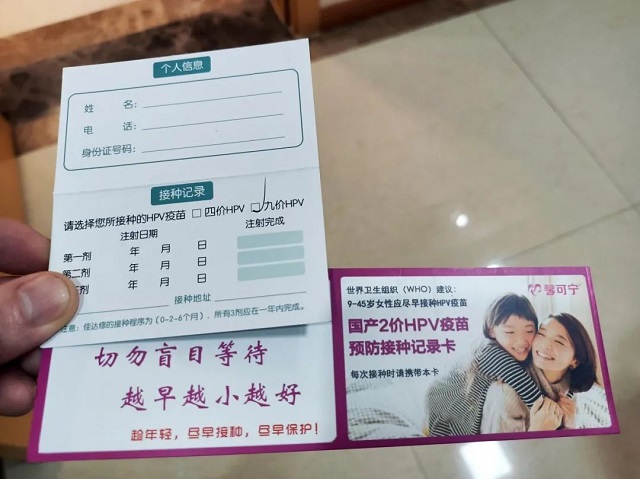 个人信息
姓 名:
电 话:
身份证号码:
接种记录
请选择您所接种的HPV疫苗 □ 四价HPV □ 九价HPV
注射日期 注射完成
第一剂 年 月 日
第二剂 年 月 日
剂 年 月 日
接种地址
注意：佳达修的接种程序为（0-2-6个月），所有3剂应在一年内完成。
切勿盲目等待
越早越小越好
趁年轻，尽早接种，尽早保护！
馨可宁
世界卫生组织（WHO）建议：
9-45岁女性应尽早接种HPV疫苗
国产2价HPV疫苗
预防接种记录卡
每次接种时请携带本卡